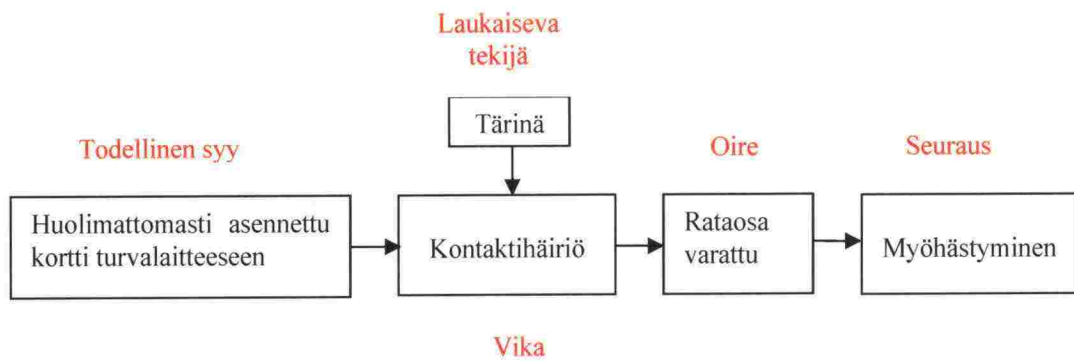 Laukaiseva
tekijä
Tärinä
Todellinen syy
Oire
Seuraus
Huolimattomasti asennettu
kortti turvalaitteeseen
Kontaktihäiriö
Rataosa
varattu
Myöhästyminen
Vika